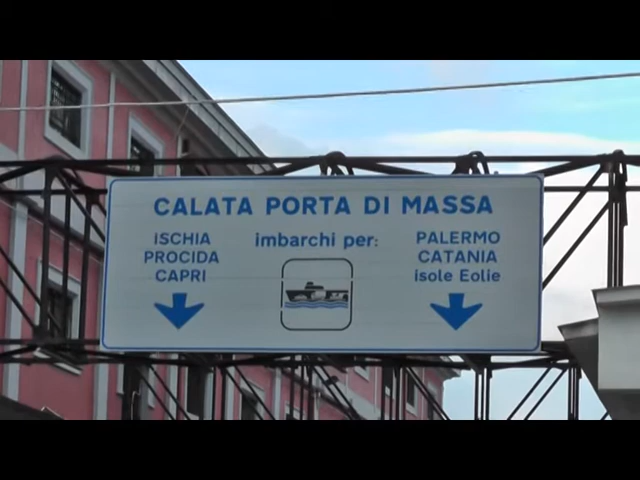 CALATA PORTA DI MASSA
ISCHIA
PROCIDA
CAPRI
imbarchi per:
PALERMO
CATANIA
isole Eolie